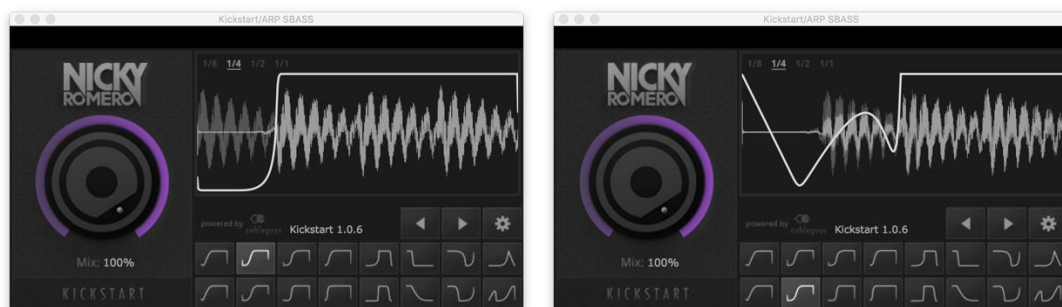 Kickstart/ARP SBASS
1/8 1/4 1/2 1/1
NICKY
ROMERO
powered by cableguys Kickstart 1.0.6
Mix: 100%
KICKSTART
Kickstart/ARP SBASS
1/8 1/4 1/2 1/1
NICKY
ROMERO
powered by cableguys Kickstart 1.0.6
Mix: 100%
KICKSTART